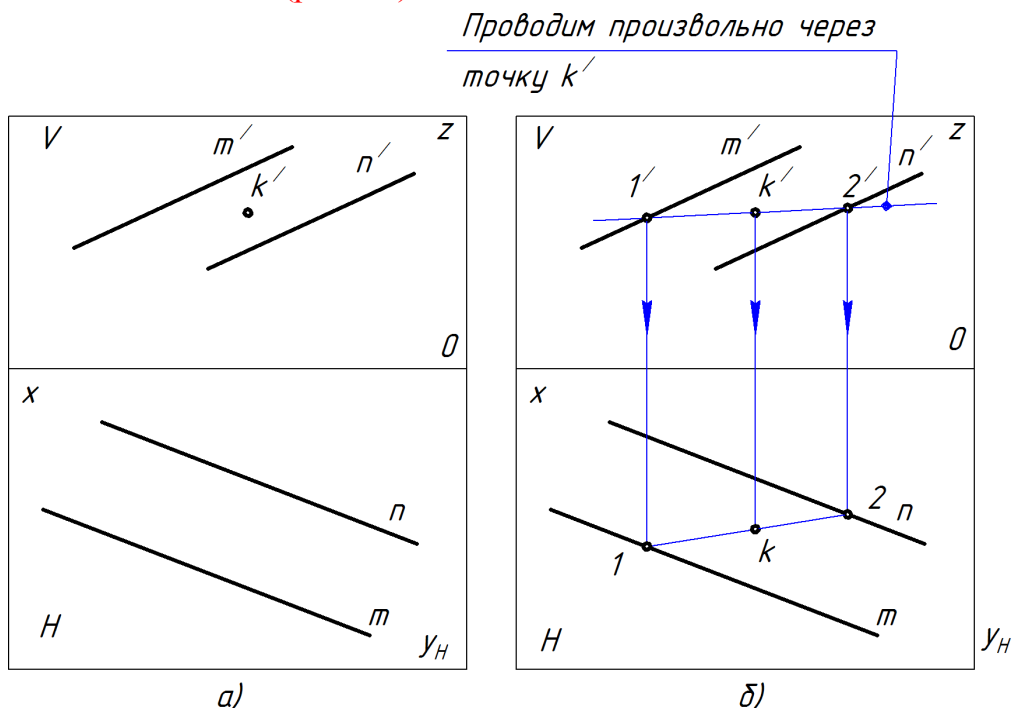 Проводим произвольно через
точку k′
V
z
m′
n′
k′
0
x
n
m
H
y_H
а)
V
z
m′
n′
1′
k′
2′
0
x
2
n
1
k
m
H
y_H
б)